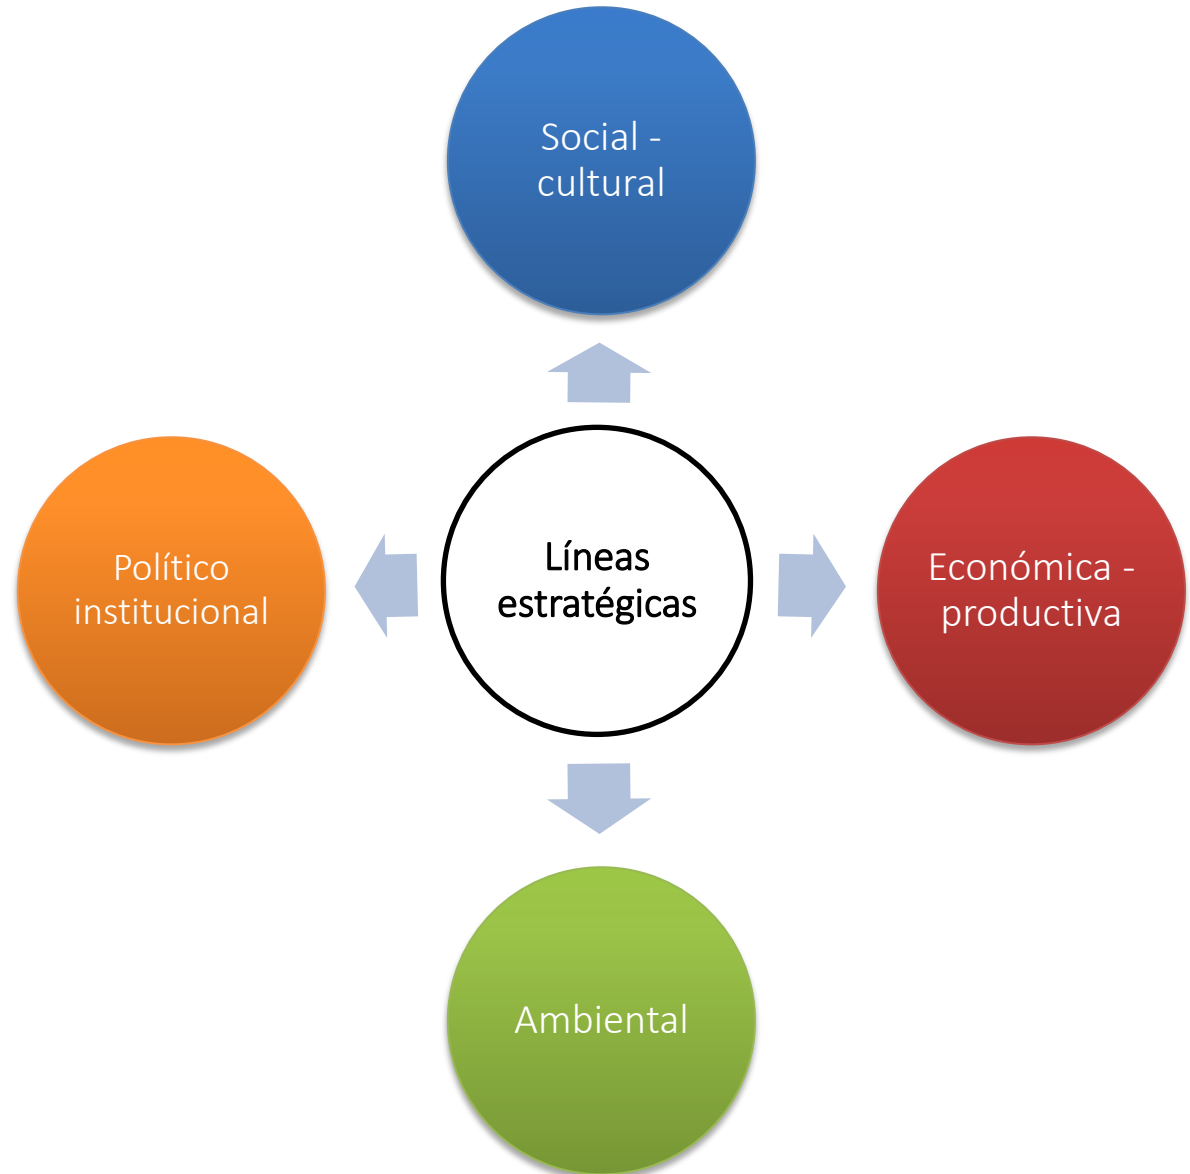 Social -
cultural
Político
institucional
Líneas
estratégicas
Económica -
productiva
Ambiental